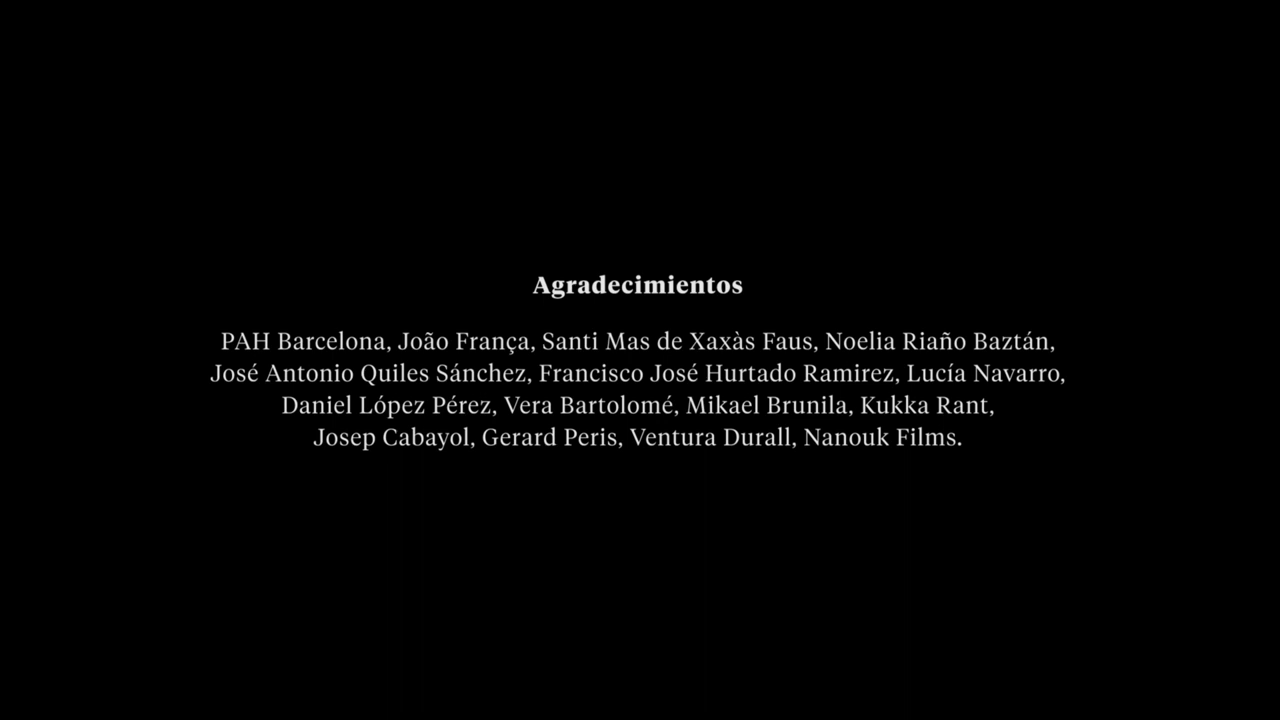 Agradecimientos
PAH Barcelona, João França, Santi Mas de Xaxàs Faus, Noelia Riaño Baztán,
José Antonio Quiles Sánchez, Francisco José Hurtado Ramirez, Lucía Navarro,
Daniel López Pérez, Vera Bartolomé, Mikael Brunila, Kukka Rant,
Josep Cabayol, Gerard Peris, Ventura Durall, Nanouk Films.